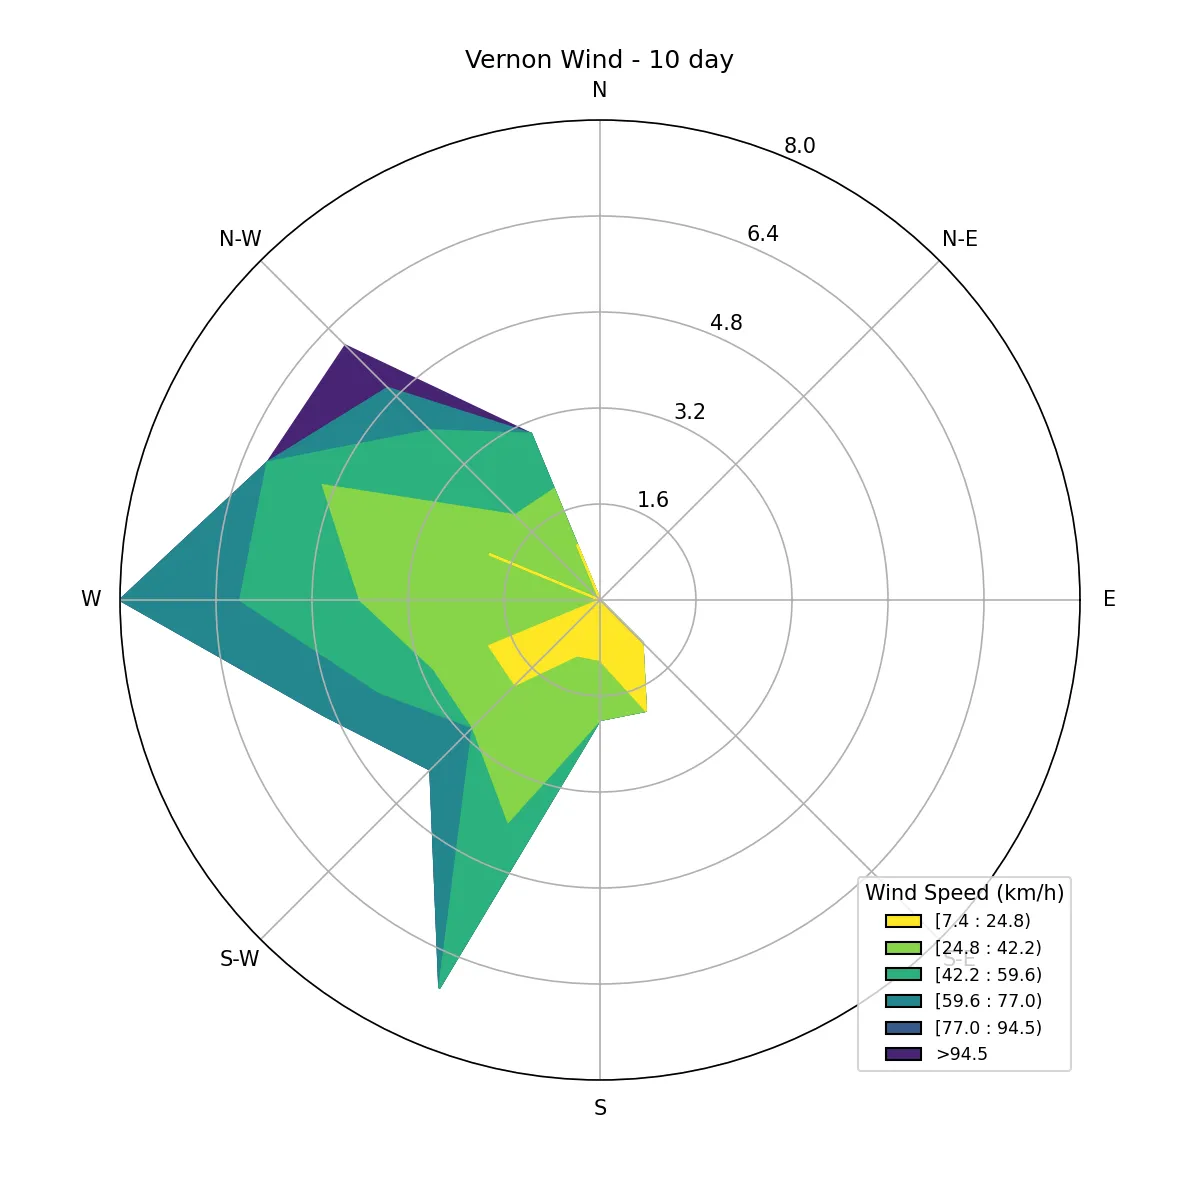 Vernon Wind - 10 day
N
8.0
N-W
6.4
N-E
4.8
3.2
1.6
W
E
S-W
S-E
S
Wind Speed (km/h)
[7.4 : 24.8)
[24.8 : 42.2)
[42.2 : 59.6)
[59.6 : 77.0)
[77.0 : 94.5)
>94.5